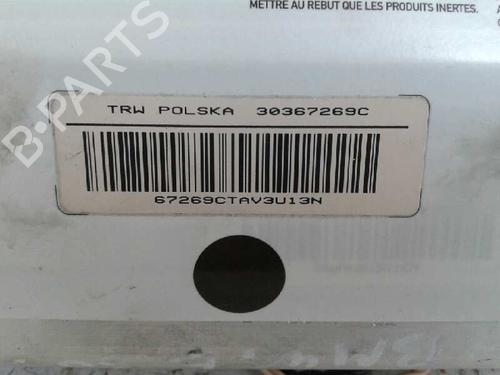 METTRE AU REBUT QUE LES PRODUITS INERTES.
TRW POLSKA 30367269C
67269CTAV3U13N
B-PARTS